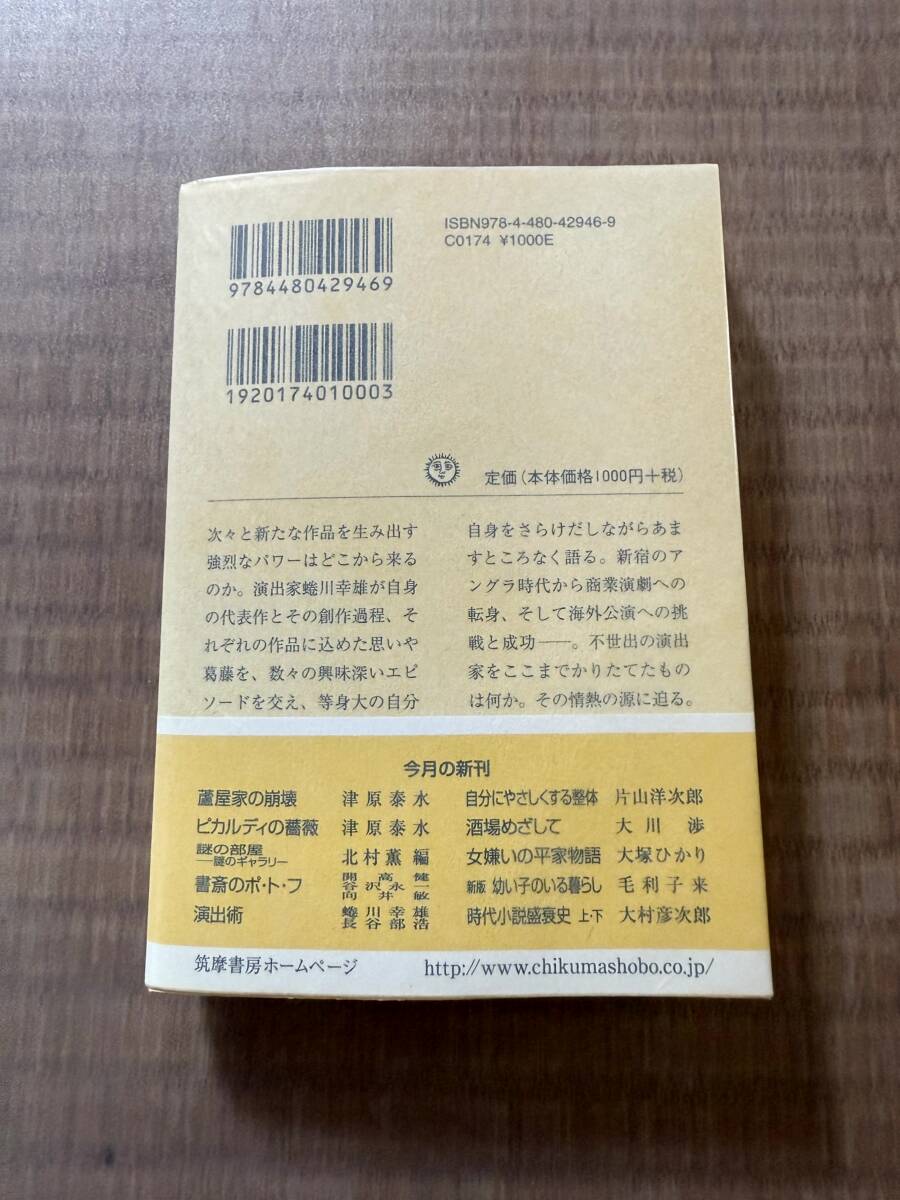 ISBN978-4-480-42946-9
C0174 ¥1000E
9784480429469
1920174010003
定価(本体価格1000円+税)
次々と新たな作品を生み出す
強烈なパワーはどこから来る
のか。演出家蜷川幸雄が自身
の代表作とその創作過程、そ
れぞれの作品に込めた思いや
葛藤を、数々の興味深いエピ
ソードを交え、等身大の自分
自身をさらけだしながらあま
すところなく語る。新宿のア
ングラ時代から商業演劇への
転身、そして海外公演への挑
戦と成功――。不世出の演出
家をここまでかりたてたもの
は何か。その情熱の源に迫る。
今月の新刊
蘆屋家の崩壊 津原泰水
ピカルディの薔薇 津原泰水
謎の部屋
―謎のギャラリー 北村薫 編
書斎のポ・ト・フ 開高健 谷沢永一 向井敏
演出術 蜷川幸雄 長谷部浩
自分にやさしくする整体 片山洋次郎
酒場めざして 大川渉
女嫌いの平家物語 大塚ひかり
新版 幼い子のいる暮らし 毛利子来
時代小説盛衰史 上・下 大村彦次郎
筑摩書房ホームページ http://www.chikumashobo.co.jp/